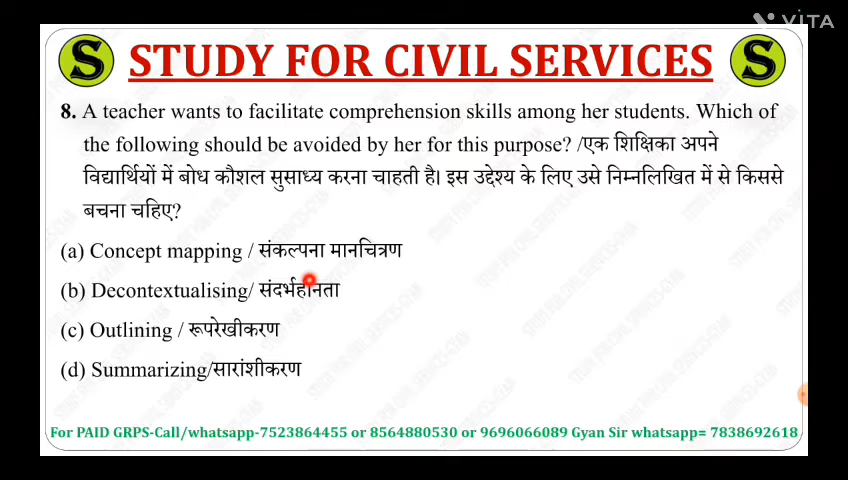 VITA
S STUDY FOR CIVIL SERVICES S
8. A teacher wants to facilitate comprehension skills among her students. Which of
the following should be avoided by her for this purpose? /एक शिक्षिका अपने
विद्यार्थियों में बोध कौशल सुसाध्य करना चाहती है। इस उद्देश्य के लिए उसे निम्नलिखित में से किससे
बचना चहिए?
(a) Concept mapping / संकल्पना मानचित्रण
(b) Decontextualising/ संदर्भहीनता
(c) Outlining / रूपरेखीकरण
(d) Summarizing/सारांशीकरण
For PAID GRPS-Call/whatsapp-7523864455 or 8564880530 or 9696066089 Gyan Sir whatsapp= 7838692618